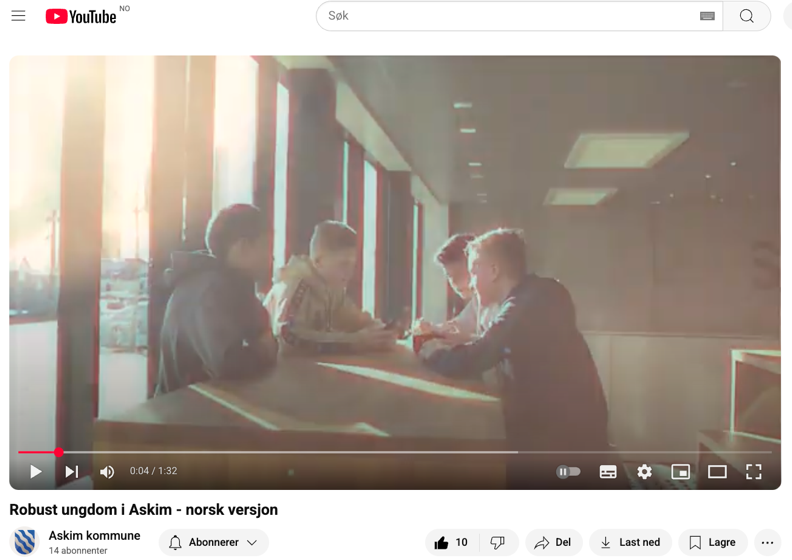 YouTube NO
Søk
0:04 / 1:32
Robust ungdom i Askim - norsk versjon
Askim kommune
14 abonnenter
Abonnerer
10
Del
Last ned
Lagre